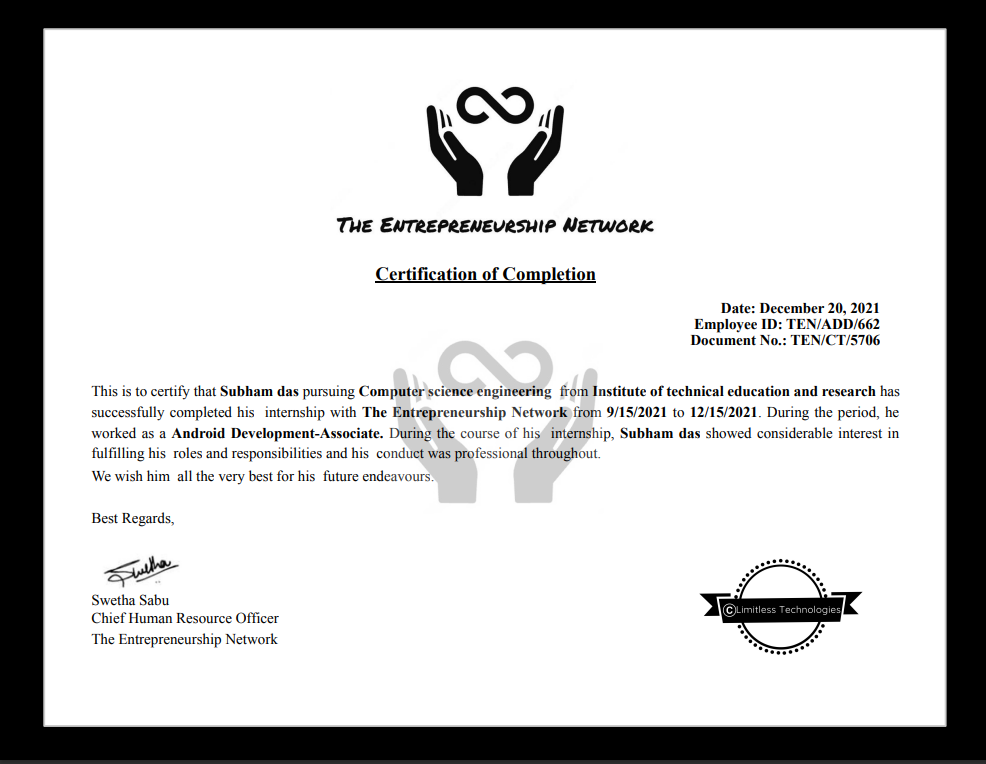 The Entrepreneurship Network
Certification of Completion
Date: December 20, 2021
Employee ID: TEN/ADD/662
Document No.: TEN/CT/5706
This is to certify that Subham das pursuing Computer science engineering from Institute of technical education and research has
successfully completed his internship with The Entrepreneurship Network from 9/15/2021 to 12/15/2021. During the period, he
worked as a Android Development-Associate. During the course of his internship, Subham das showed considerable interest in
fulfilling his roles and responsibilities and his conduct was professional throughout.
We wish him all the very best for his future endeavours.
Best Regards,
Swetha
Swetha Sabu
Chief Human Resource Officer
The Entrepreneurship Network
©Limitless Technologies